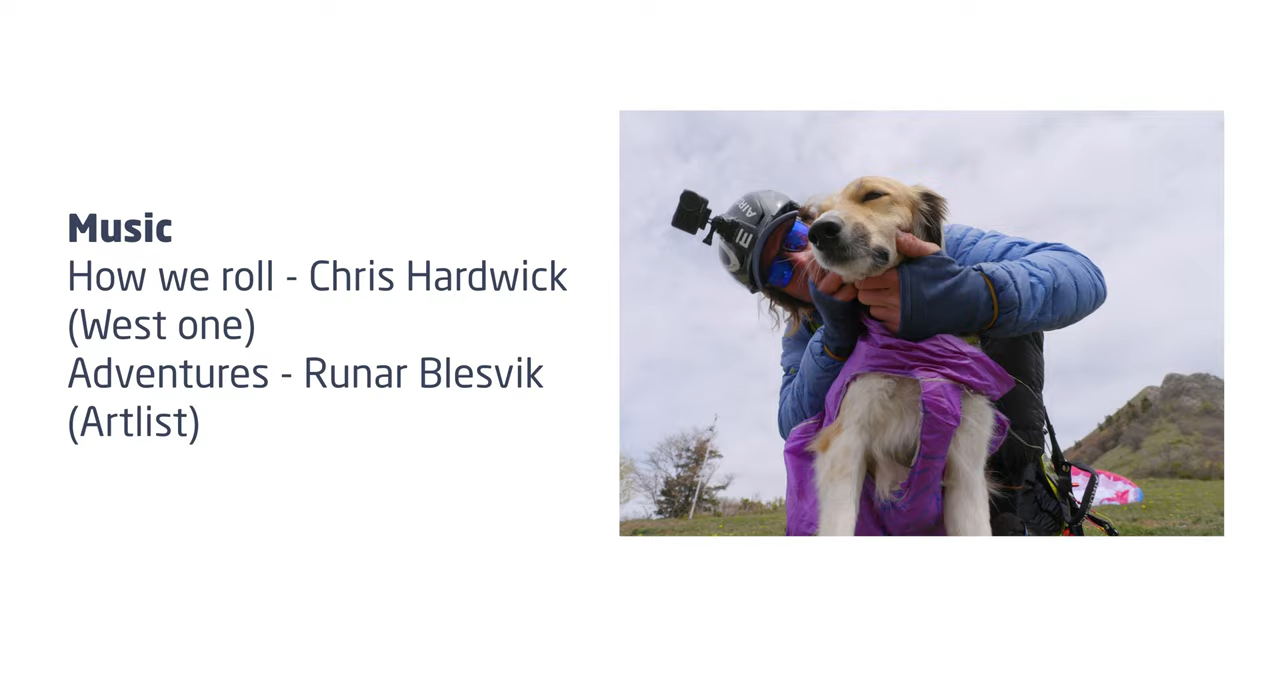 Music
How we roll - Chris Hardwick
(West one)
Adventures - Runar Blesvik
(Artlist)